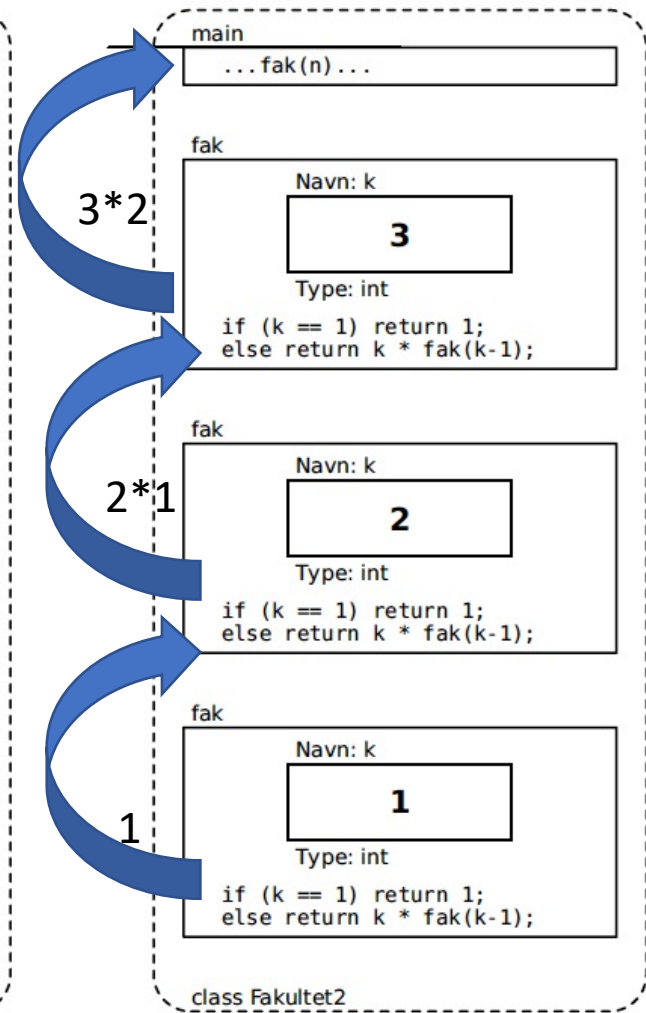 main
...fak(n)...
fak
Navn: k
3*2
3
Type: int
if (k == 1) return 1;
else return k * fak(k-1);
fak
Navn: k
2*1
2
Type: int
if (k == 1) return 1;
else return k * fak(k-1);
fak
Navn: k
1
1
Type: int
if (k == 1) return 1;
else return k * fak(k-1);
class Fakultet2